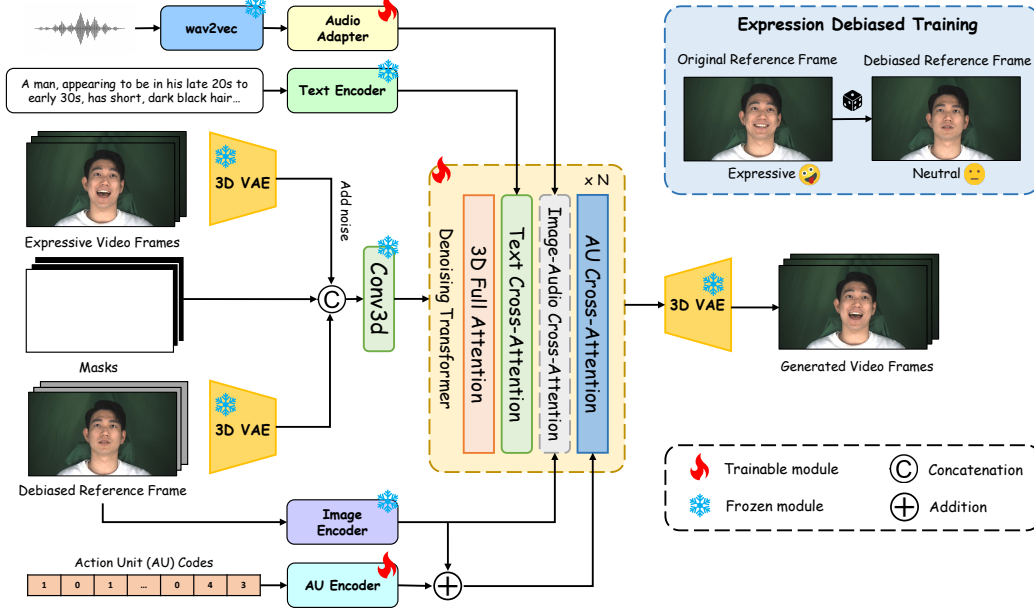 wav2vec
Audio
Adapter
A man, appearing to be in his late 20s to
early 30s, has short, dark black hair…
Text Encoder
3D VAE
Expressive Video Frames
Add noise
Masks
C
Conv3d
3D VAE
Debiased Reference Frame
Image
Encoder
Action Unit (AU) Codes
1 0 1 … 0 4 3
AU Encoder
x N
Denoising Transformer
3D Full Attention
Text Cross-Attention
Image-Audio Cross-Attention
AU Cross-Attention
3D VAE
Generated Video Frames
Expression Debiased Training
Original Reference Frame
Debiased Reference Frame
Expressive
Neutral
Trainable module
C Concatenation
Frozen module
+ Addition